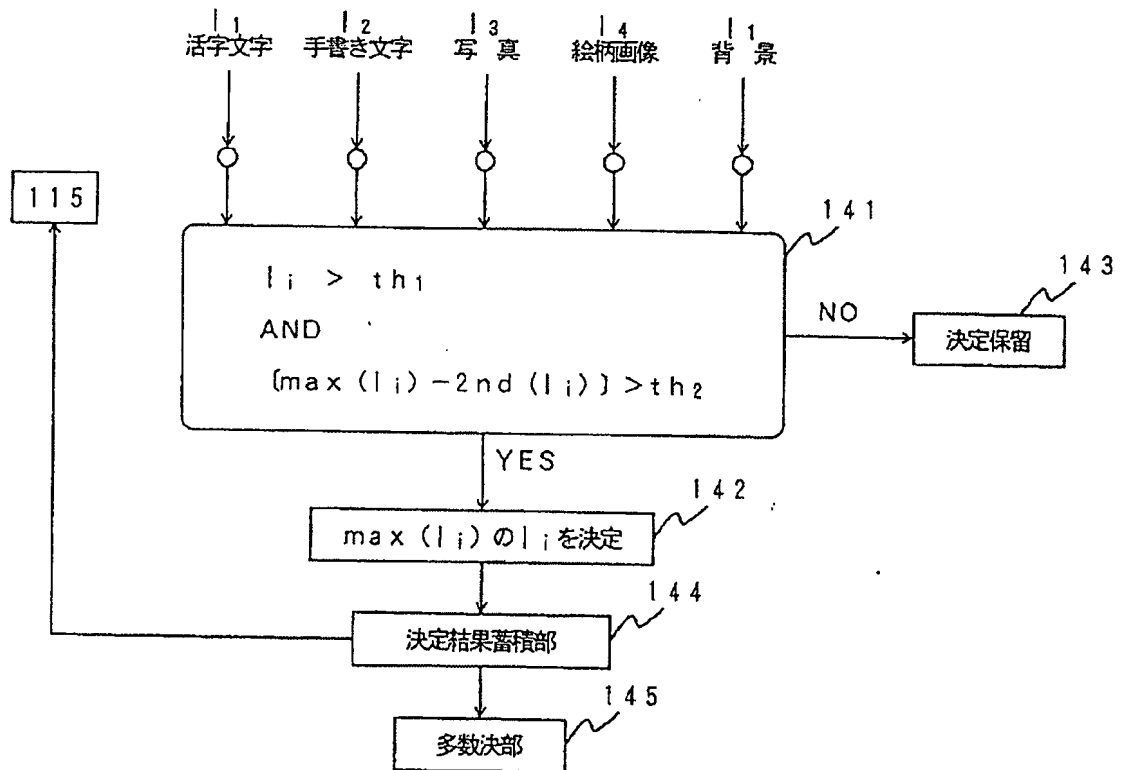 I₁ I₂ I₃ I₄ I₁
活字文字 手書き文字 写真 絵柄画像 背景
115
141
Iᵢ > th₁
AND
〔max(Iᵢ)-2nd(Iᵢ)〕>th₂
NO
143
決定保留
YES
142
max(Iᵢ)のIᵢを決定
144
決定結果蓄積部
145
多数決部